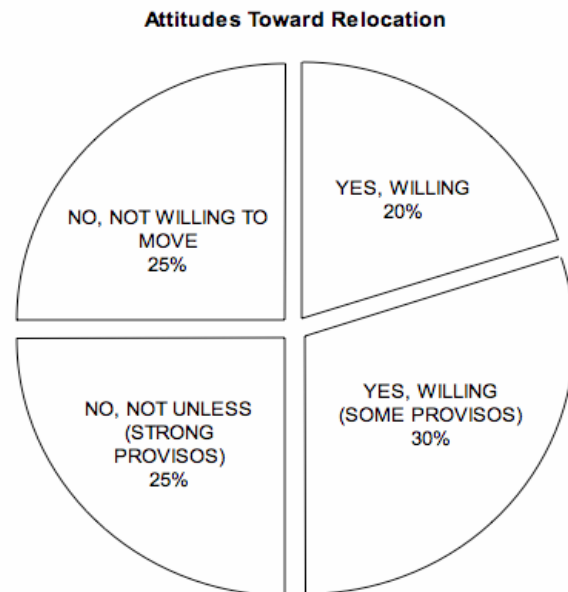 Attitudes Toward Relocation
YES, WILLING
20%
NO, NOT WILLING TO
MOVE
25%
YES, WILLING
(SOME PROVISOS)
30%
NO, NOT UNLESS
(STRONG
PROVISOS)
25%